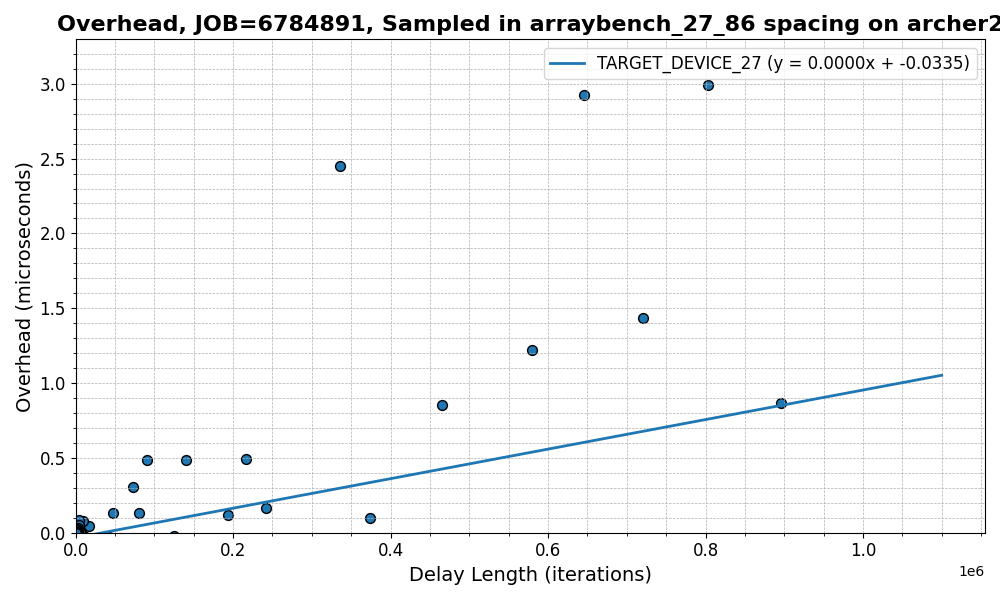 Overhead, JOB=6784891, Sampled in arraybench_27_86 spacing on archer2
TARGET_DEVICE_27 (y = 0.0000x + -0.0335)
Overhead (microseconds)
3.0
2.5
2.0
1.5
1.0
0.5
0.0
0.0 0.2 0.4 0.6 0.8 1.0
1e6
Delay Length (iterations)